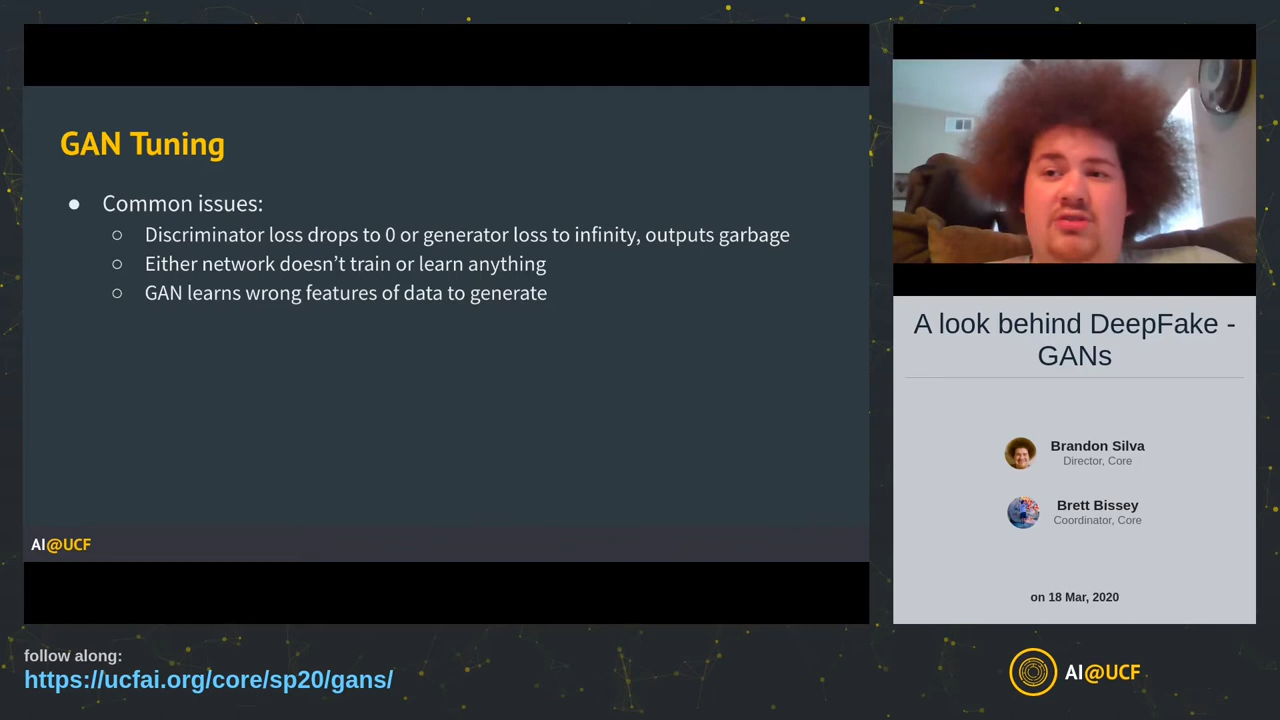 GAN Tuning
● Common issues:
○ Discriminator loss drops to 0 or generator loss to infinity, outputs garbage
○ Either network doesn’t train or learn anything
○ GAN learns wrong features of data to generate
AI@UCF
A look behind DeepFake -
GANs
Brandon Silva
Director, Core
Brett Bissey
Coordinator, Core
on 18 Mar, 2020
follow along:
https://ucfai.org/core/sp20/gans/
AI@UCF